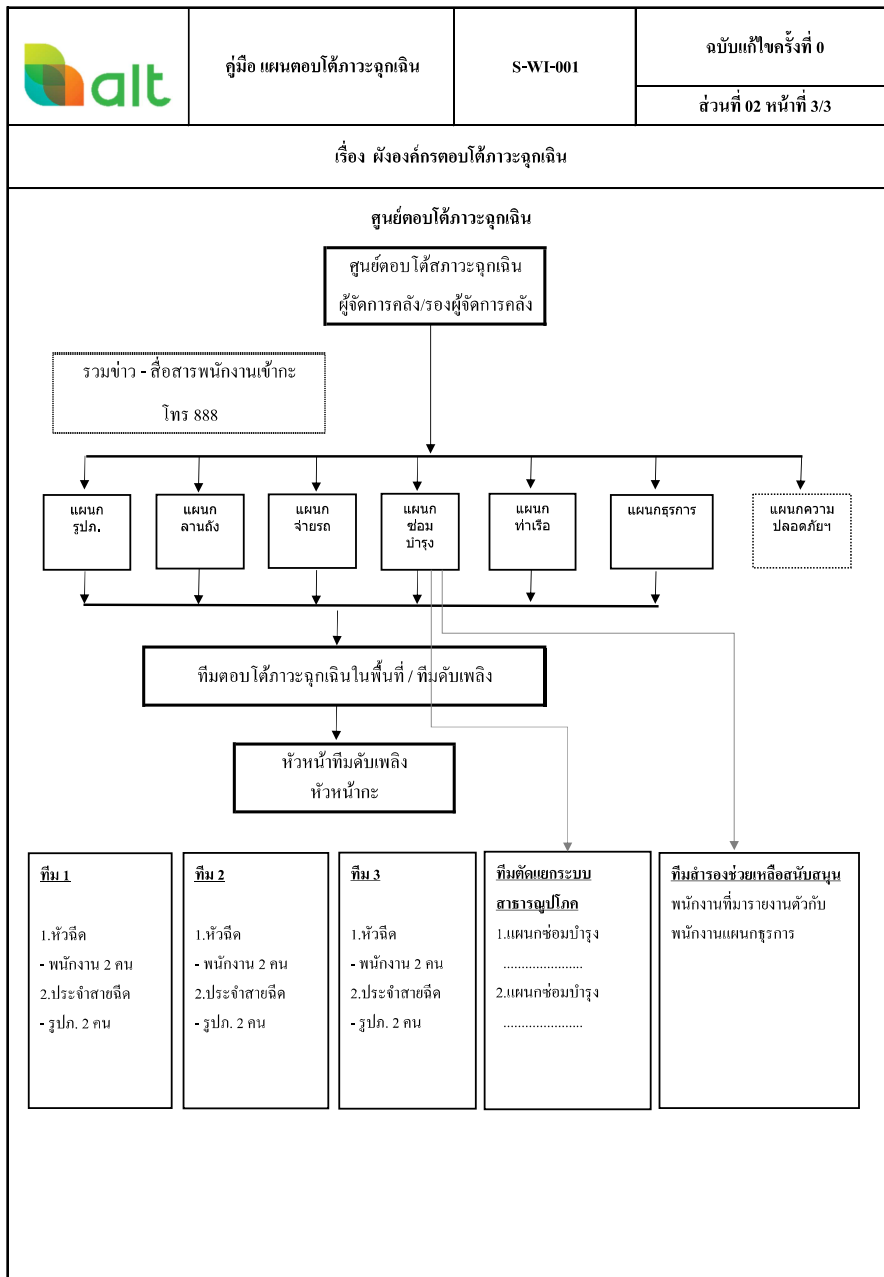 alt
คู่มือ แผนตอบโต้ภาวะฉุกเฉิน
S-WI-001
ฉบับแก้ไขครั้งที่ 0
ส่วนที่ 02 หน้าที่ 3/3
เรื่อง ผังองค์กรตอบโต้ภาวะฉุกเฉิน
ศูนย์ตอบโต้ภาวะฉุกเฉิน
ศูนย์ตอบโต้สภาวะฉุกเฉิน
ผู้จัดการคลัง/รองผู้จัดการคลัง
รวมข่าว - สื่อสารพนักงานเข้ากะ
โทร 888
แผนก
รูปภ.
แผนก
ลานถัง
แผนก
จ่ายรถ
แผนก
ซ่อม
บำรุง
แผนก
ท่าเรือ
แผนกธุรการ
แผนกความ
ปลอดภัยฯ
ทีมตอบโต้ภาวะฉุกเฉินในพื้นที่ / ทีมดับเพลิง
หัวหน้าทีมดับเพลิง
หัวหน้ากะ
ทีม 1
1.หัวฉีด
- พนักงาน 2 คน
2.ประจำสายฉีด
- รูปภ. 2 คน
ทีม 2
1.หัวฉีด
- พนักงาน 2 คน
2.ประจำสายฉีด
- รูปภ. 2 คน
ทีม 3
1.หัวฉีด
- พนักงาน 2 คน
2.ประจำสายฉีด
- รูปภ. 2 คน
ทีมตัดแยกระบบ
สาธารณูปโภค
1.แผนกซ่อมบำรุง
......................
2.แผนกซ่อมบำรุง
......................
ทีมสำรองช่วยเหลือสนับสนุน
พนักงานที่มารายงานตัวกับ
พนักงานแผนกธุรการ